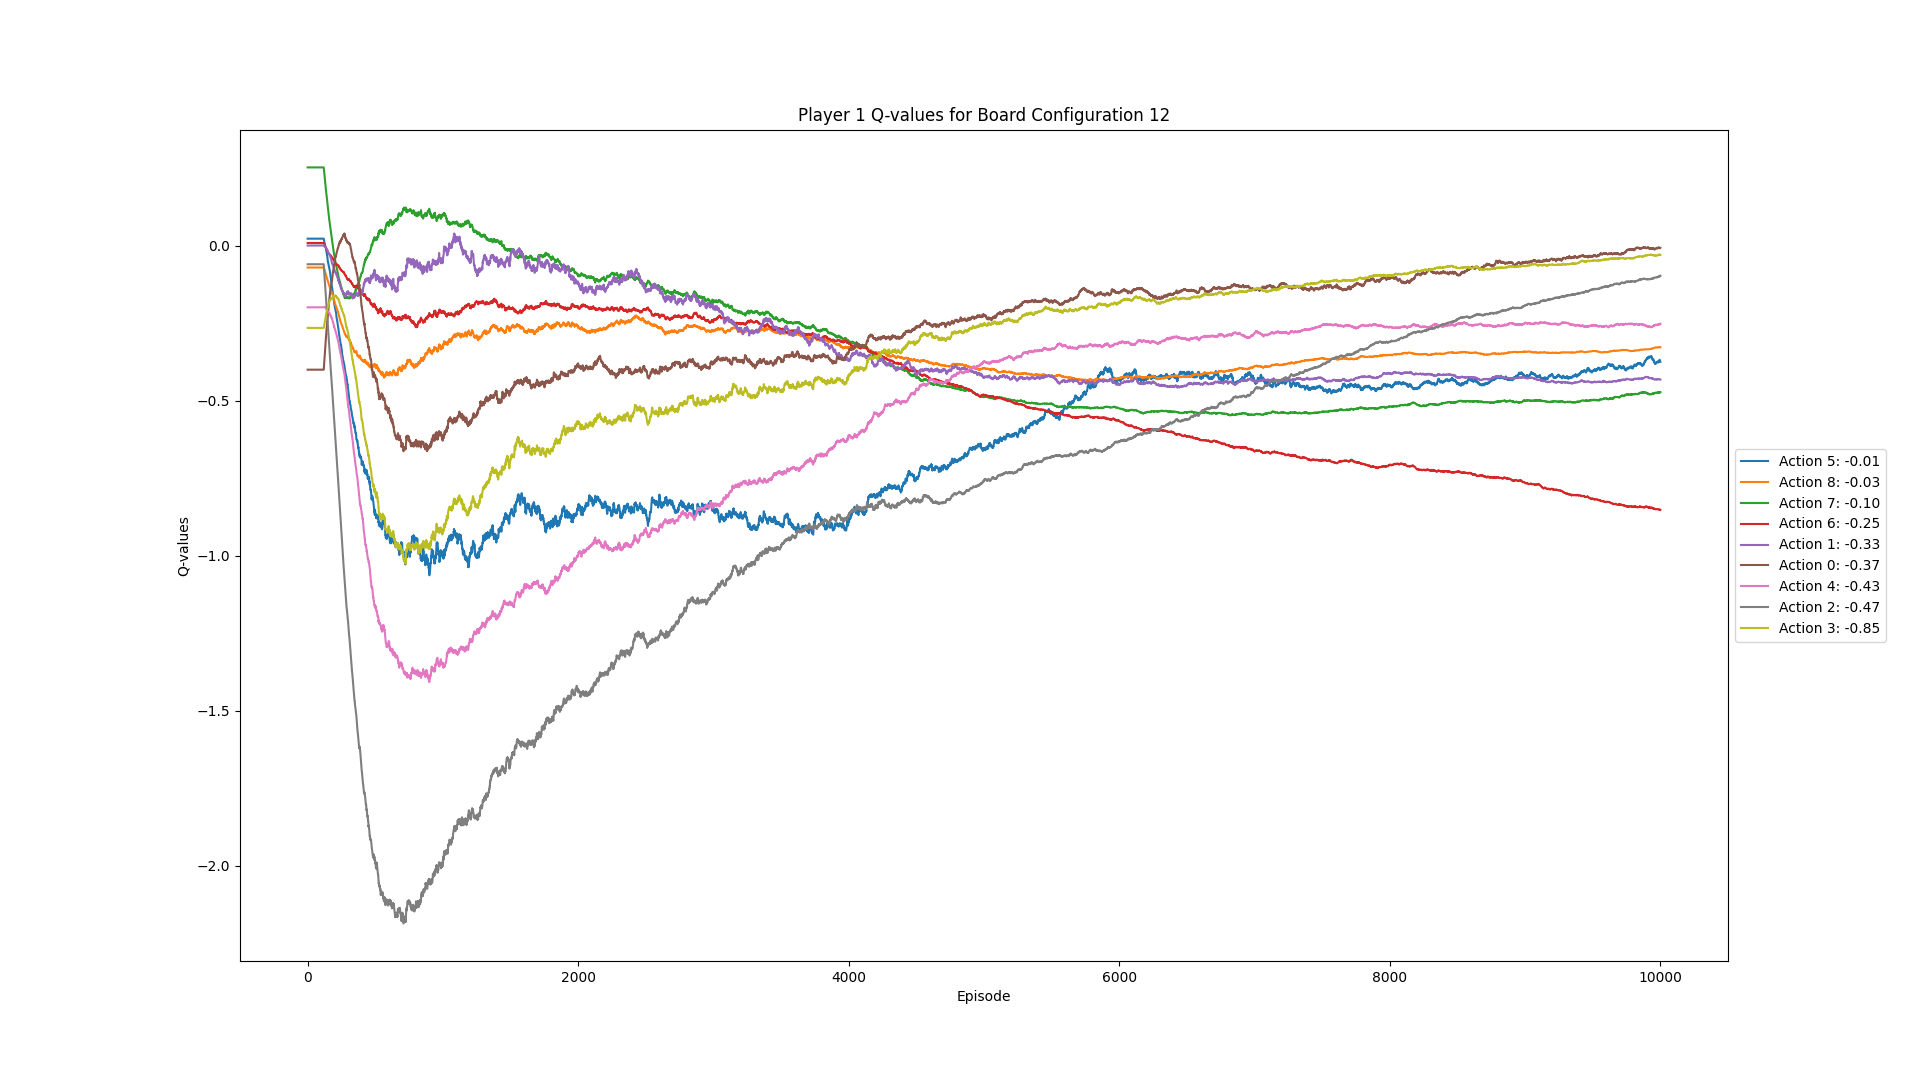 Player 1 Q-values for Board Configuration 12
0.0
−0.5
−1.0
−1.5
−2.0
Q-values
0
2000
4000
6000
8000
10000
Episode
Action 5: -0.01
Action 8: -0.03
Action 7: -0.10
Action 6: -0.25
Action 1: -0.33
Action 0: -0.37
Action 4: -0.43
Action 2: -0.47
Action 3: -0.85